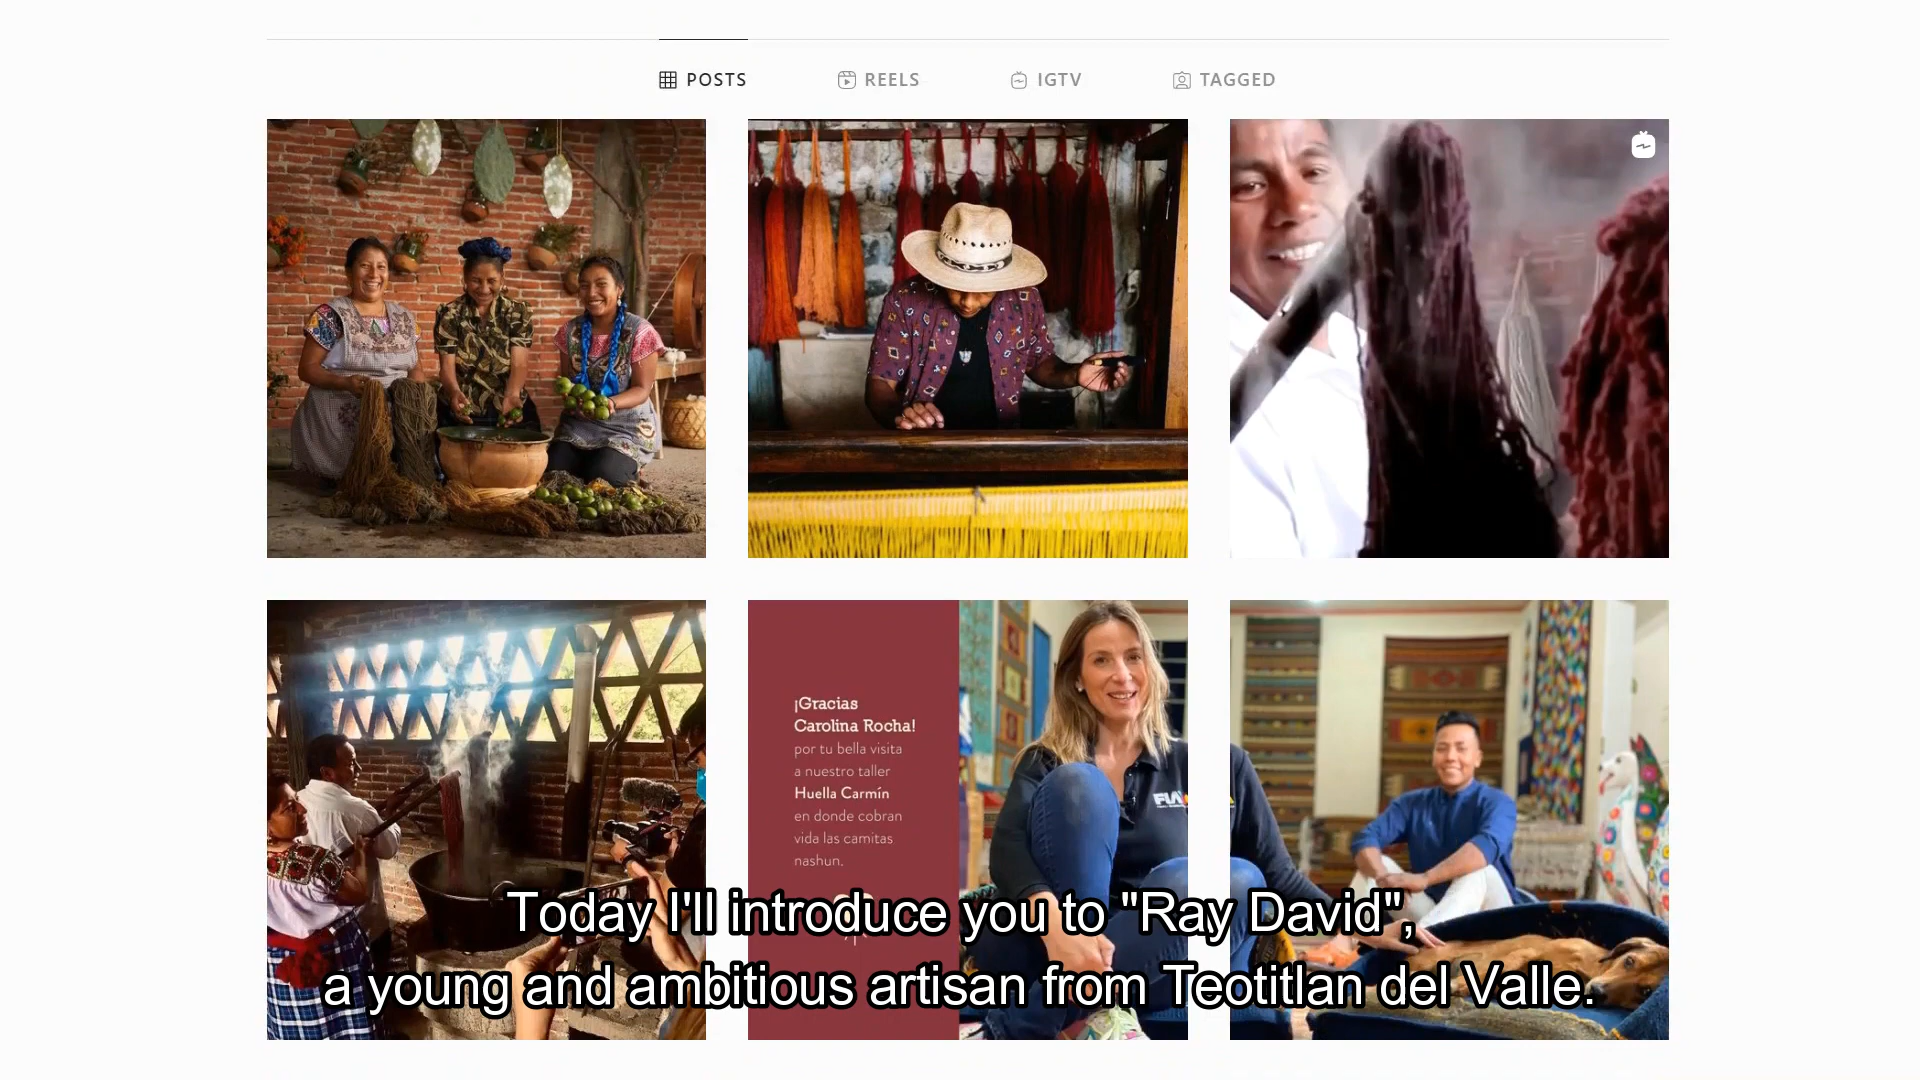 POSTS
REELS
IGTV
TAGGED
¡Gracias
Carolina Rocha!
por tu bella visita
a nuestro taller
Huella Carmín
en donde cobran
vida las camitas
nashun.
Today I'll introduce you to "Ray David",
a young and ambitious artisan from Teotitlan del Valle.